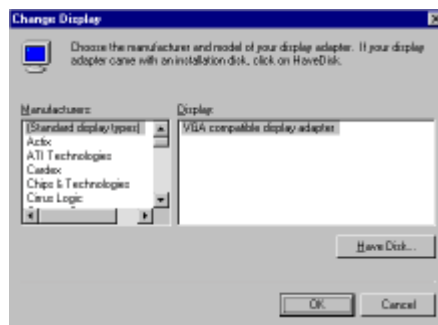 Change Display
Choose the manufacturer and model of your display adapter. If your display
adapter came with an installation disk, click on HaveDisk.
Manufacturers:
Display:
(Standard display types)
Actix
ATI Technologies
Cardex
Chips & Technologies
Cirrus Logic
VGA compatible display adapter
Have Disk...
OK
Cancel